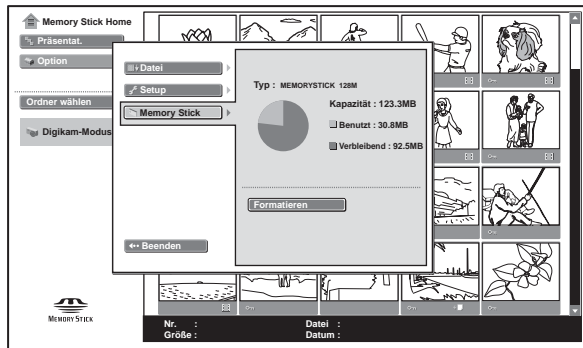 Memory Stick Home
Präsentat.
Option
Ordner wählen
Digikam-Modus
Datei
Setup
Memory Stick
Beenden
Typ : MEMORYSTICK 128M
Kapazität : 123.3MB
Benutzt : 30.8MB
Verbleibend : 92.5MB
Formatieren
MEMORY STICK
Nr. : Datei :
Größe : Datum :